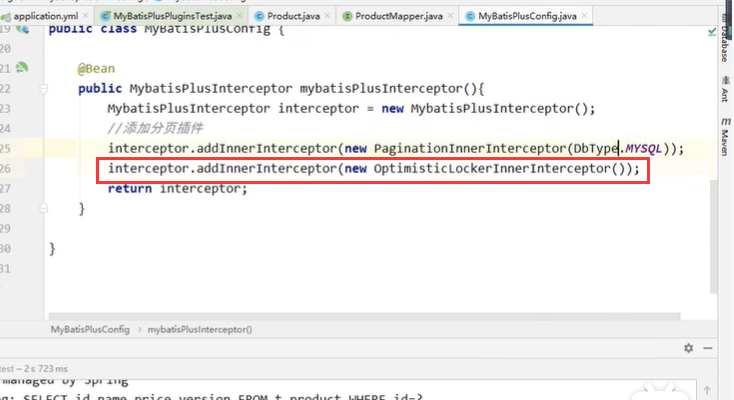 application.yml × MyBatisPlusPluginsTest.java × Product.java × ProductMapper.java × MyBatisPlusConfig.java ×
19 public class MyBatisPlusConfig {
20
21 @Bean
22 public MybatisPlusInterceptor mybatisPlusInterceptor(){
23 MybatisPlusInterceptor interceptor = new MybatisPlusInterceptor();
24 //添加分页插件
25 interceptor.addInnerInterceptor(new PaginationInnerInterceptor(DbType.MYSQL));
26 interceptor.addInnerInterceptor(new OptimisticLockerInnerInterceptor());
27 return interceptor;
28 }
29
30 }
31
Database
Ant
m Maven
MyBatisPlusConfig › mybatisPlusInterceptor()
test – 2 s 723 ms
managed by Spring
g: SELECT id,name,price,version FROM t_product WHERE id=?